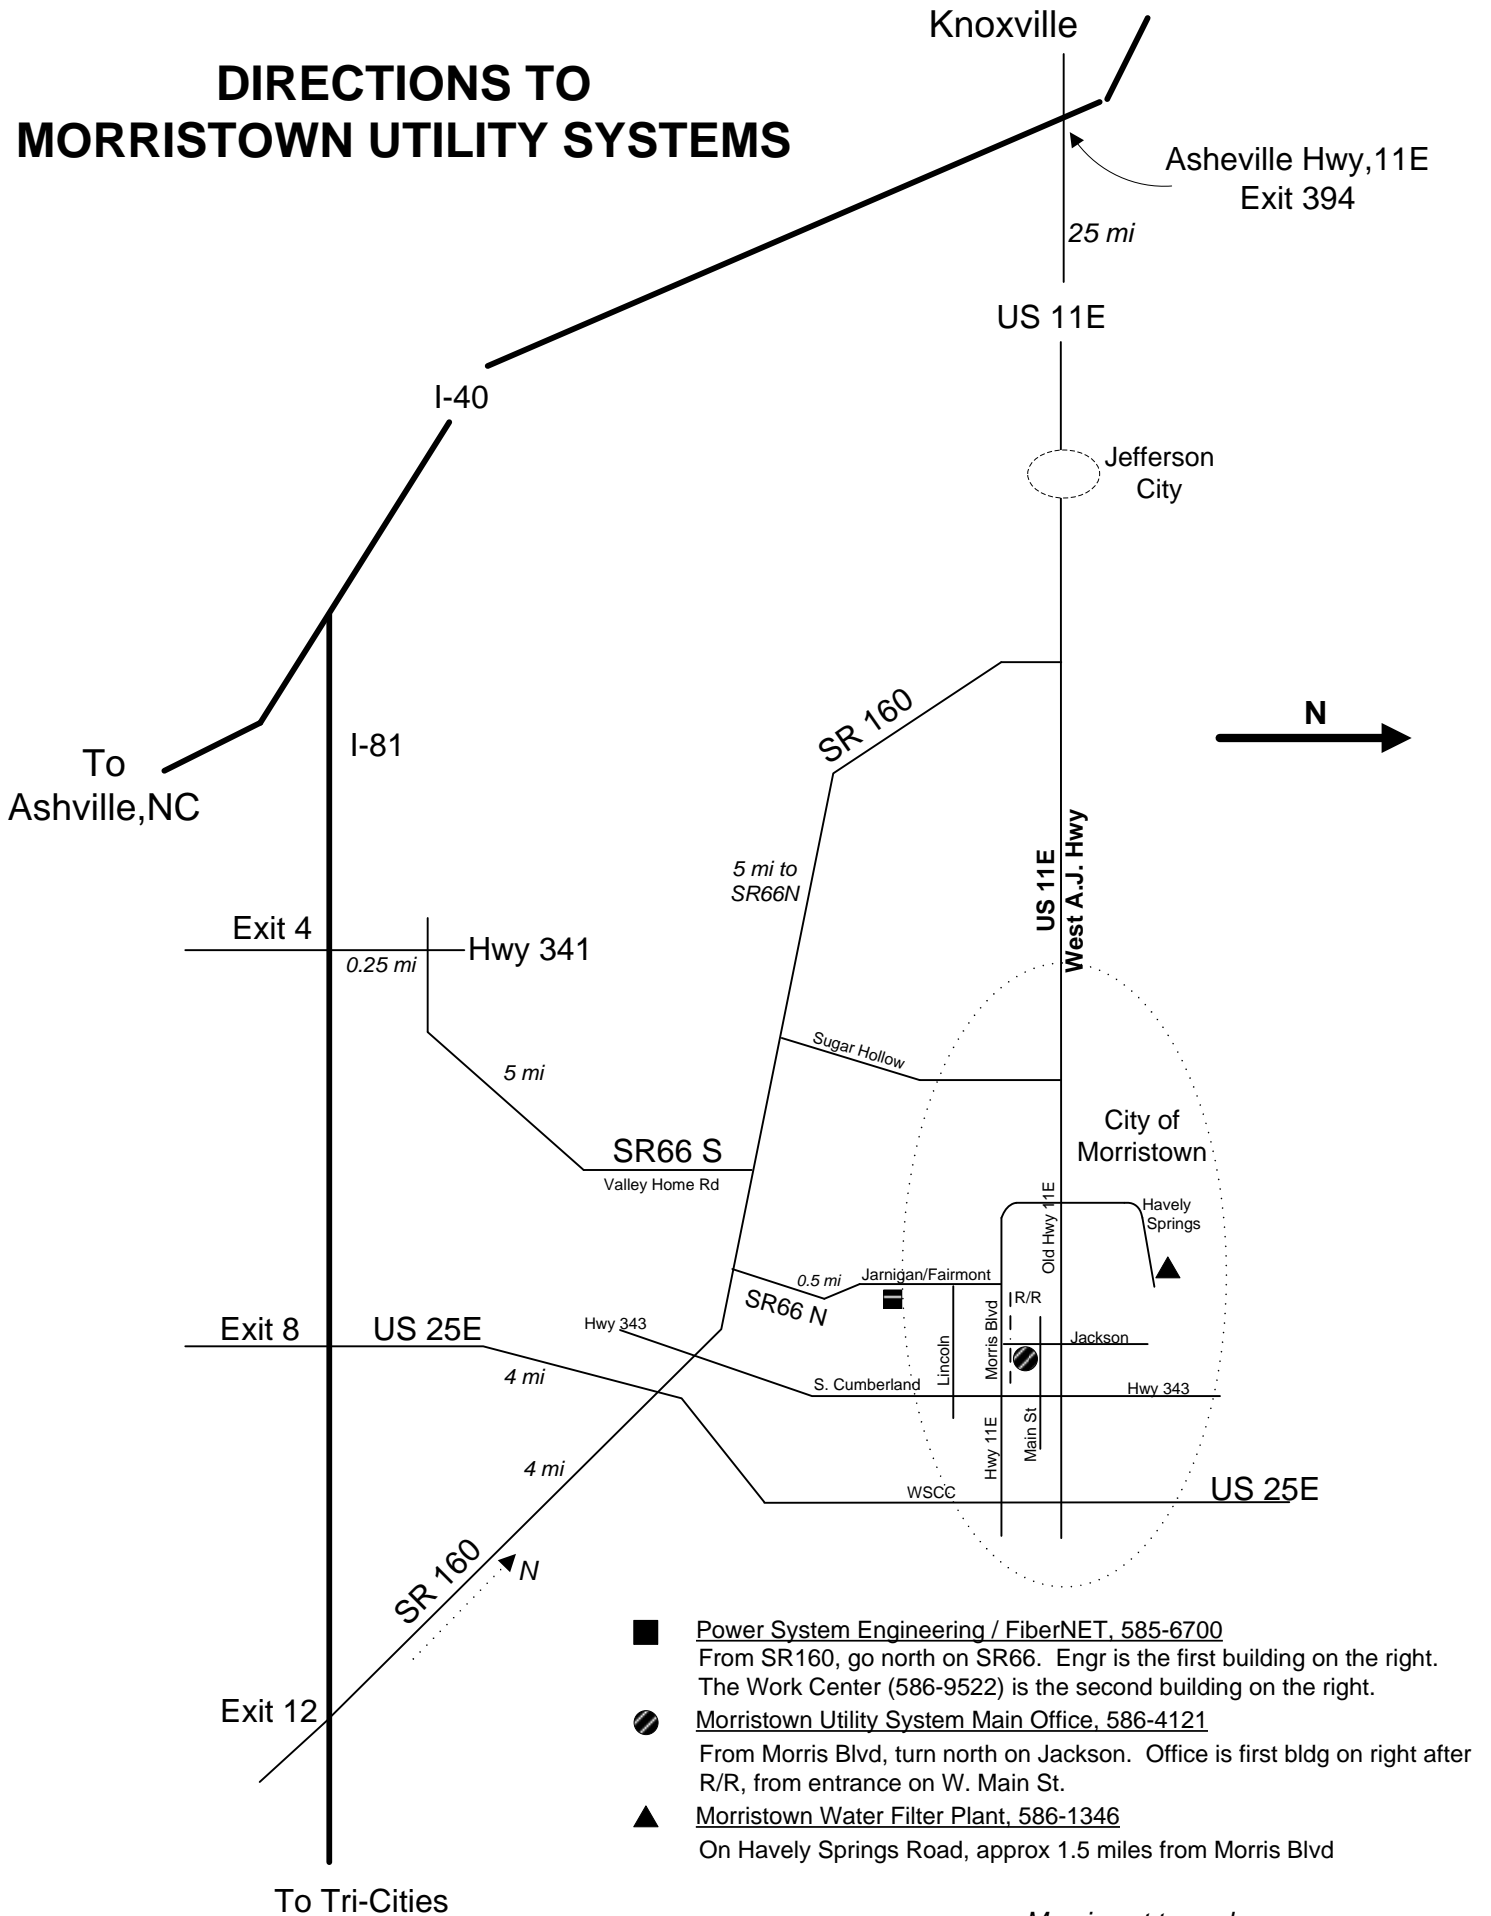 Knoxville
DIRECTIONS TO
MORRISTOWN UTILITY SYSTEMS
Asheville Hwy,11E
Exit 394
25 mi
US 11E
I-40
Jefferson
City
SR 160
N
I-81
To
Ashville,NC
5 mi to
SR66N
US 11E
West A.J. Hwy
Exit 4
0.25 mi
Hwy 341
Sugar Hollow
5 mi
City of
Morristown
SR66 S
Valley Home Rd
Old Hwy 11E
Havely
Springs
Jarnigan/Fairmont
0.5 mi
SR66 N
R/R
Morris Blvd
Exit 8
US 25E
Hwy 343
Jackson
Lincoln
4 mi
S. Cumberland
Hwy 343
Hwy 11E
Main St
4 mi
WSCC
US 25E
SR 160
N
Power System Engineering / FiberNET, 585-6700
From SR160, go north on SR66. Engr is the first building on the right.
The Work Center (586-9522) is the second building on the right.
Exit 12
Morristown Utility System Main Office, 586-4121
From Morris Blvd, turn north on Jackson. Office is first bldg on right after
R/R, from entrance on W. Main St.
Morristown Water Filter Plant, 586-1346
On Havely Springs Road, approx 1.5 miles from Morris Blvd
To Tri-Cities